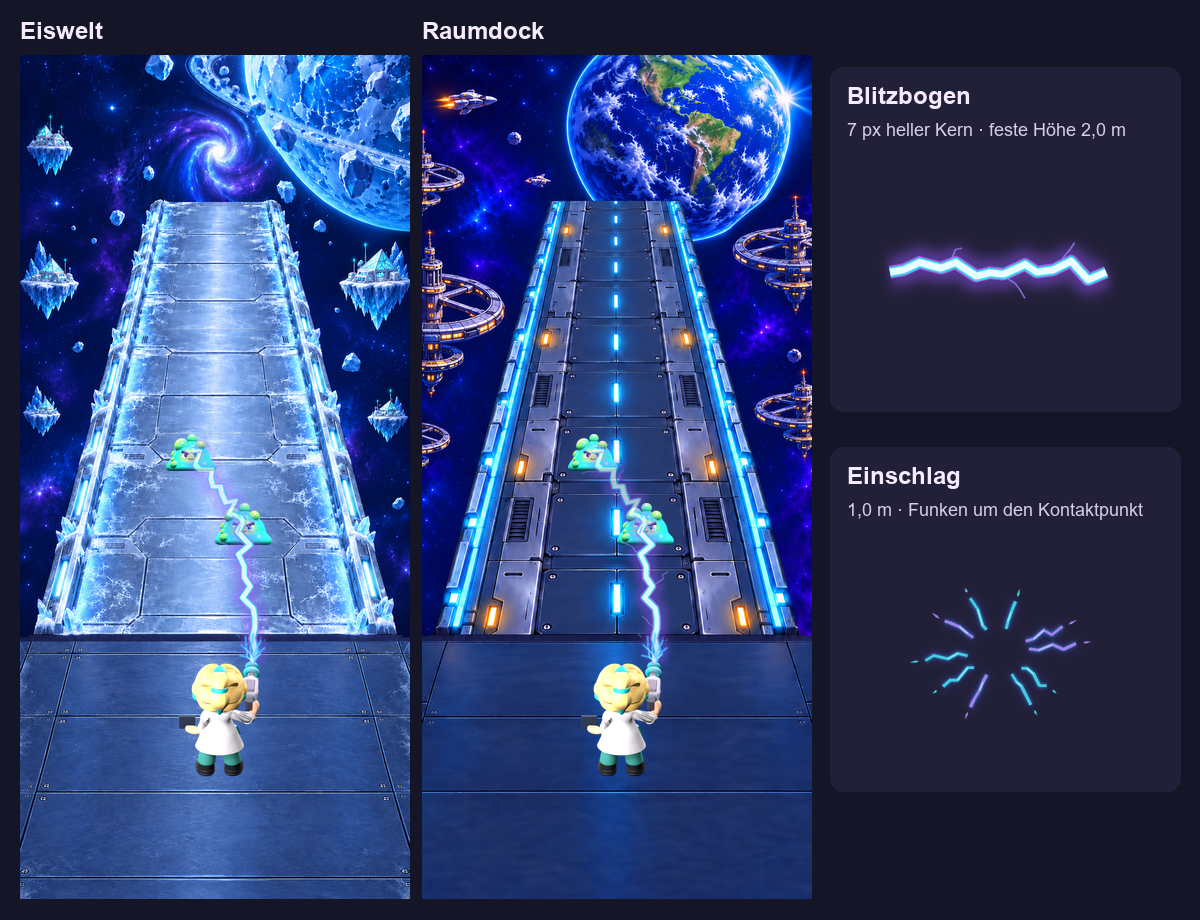 Eiswelt
Raumdock
Blitzbogen
7 px heller Kern · feste Höhe 2,0 m
Einschlag
1,0 m · Funken um den Kontaktpunkt